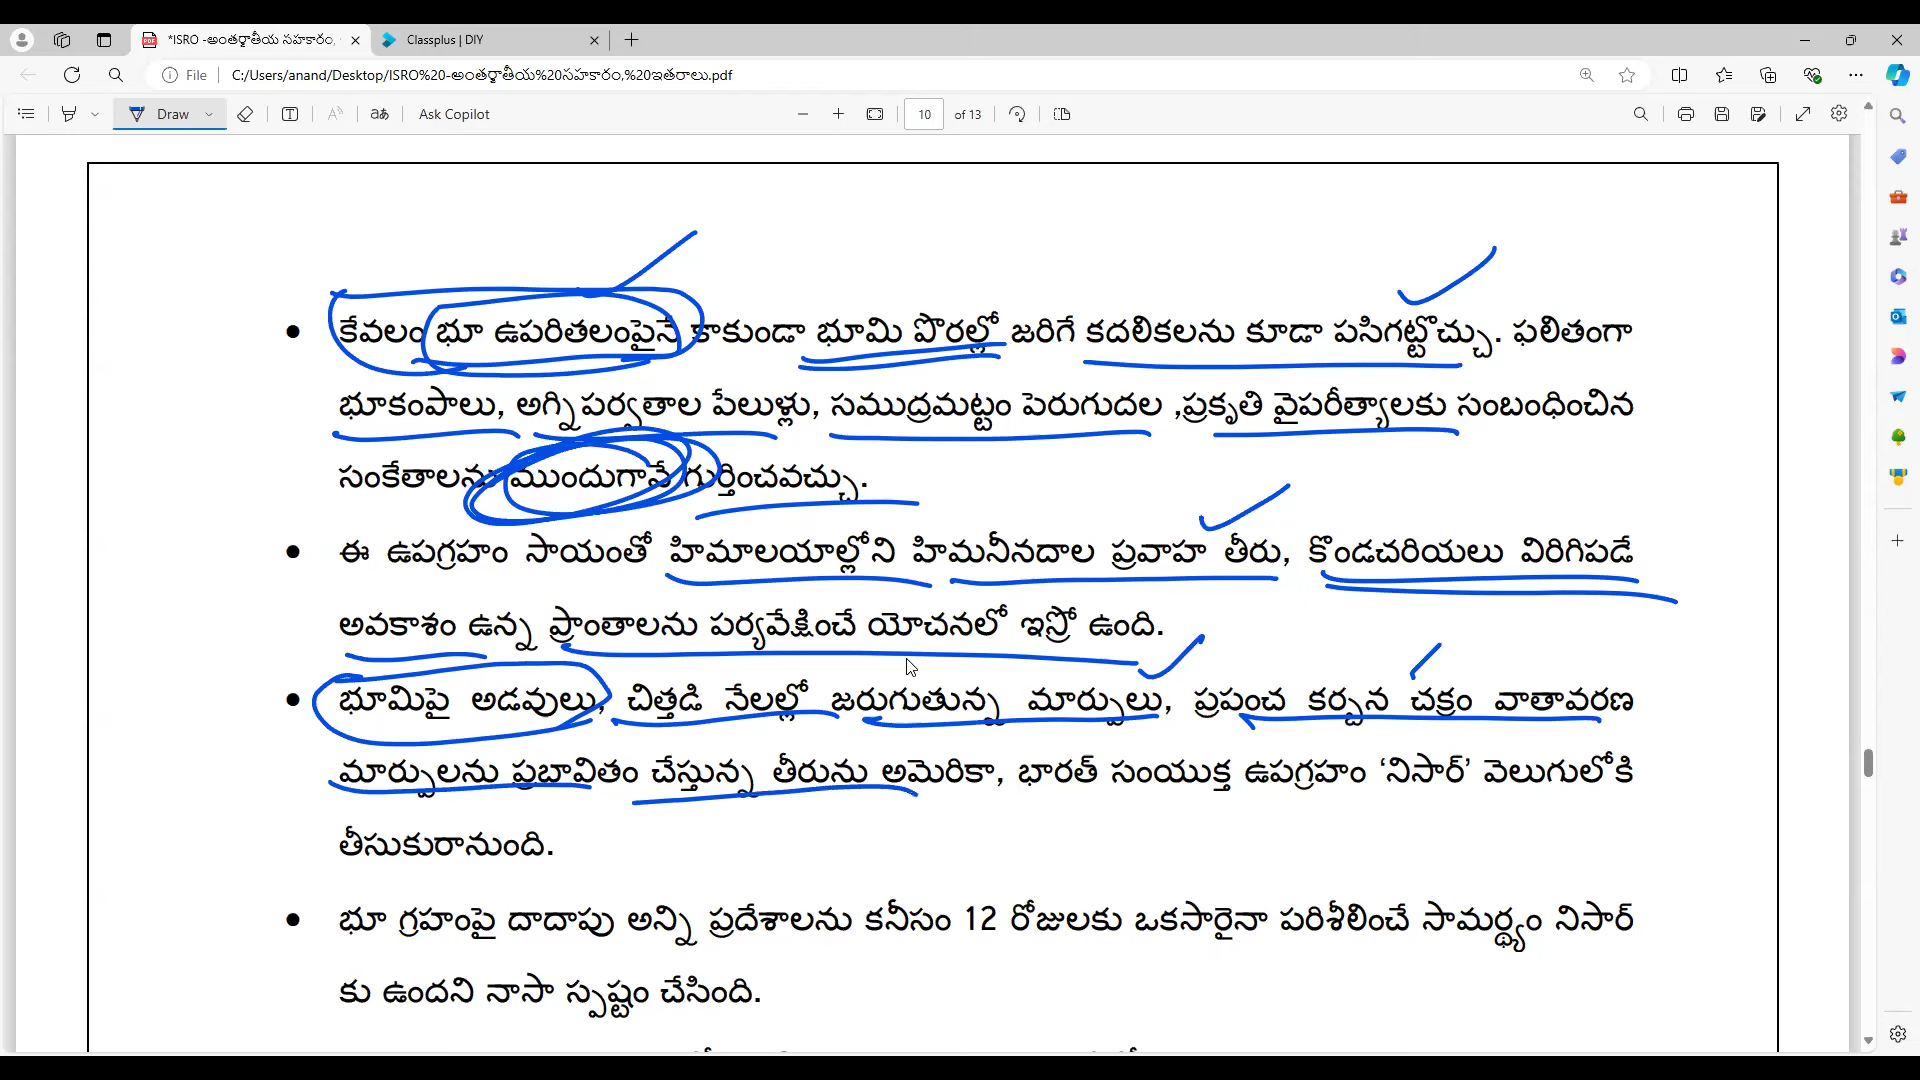 *ISRO -అంతర్జాతీయ సహకారం,
Classplus | DIY
File
C:/Users/anand/Desktop/ISRO%20-అంతర్జాతీయ%20సహకారం,%20ఇతరాలు.pdf
Draw
Ask Copilot
10 of 13
• కేవలం భూ ఉపరితలంపైనే కాకుండా భూమి పొరల్లో జరిగే కదలికలను కూడా పసిగట్టొచ్చు. ఫలితంగా
భూకంపాలు, అగ్నిపర్వతాల పేలుళ్లు, సముద్రమట్టం పెరుగుదల ,ప్రకృతి వైపరీత్యాలకు సంబంధించిన
సంకేతాలను ముందుగానే గుర్తించవచ్చు.
• ఈ ఉపగ్రహం సాయంతో హిమాలయాల్లోని హిమనీనదాల ప్రవాహ తీరు, కొండచరియలు విరిగిపడే
అవకాశం ఉన్న ప్రాంతాలను పర్యవేక్షించే యోచనలో ఇస్రో ఉంది.
• భూమిపై అడవులు, చిత్తడి నేలల్లో జరుగుతున్న మార్పులు, ప్రపంచ కర్బన చక్రం వాతావరణ
మార్పులను ప్రబావితం చేస్తున్న తీరును అమెరికా, భారత్ సంయుక్త ఉపగ్రహం ‘నిసార్’ వెలుగులోకి
తీసుకురానుంది.
• భూ గ్రహంపై దాదాపు అన్ని ప్రదేశాలను కనీసం 12 రోజులకు ఒకసారైనా పరిశీలించే సామర్థ్యం నిసార్
కు ఉందని నాసా స్పష్టం చేసింది.